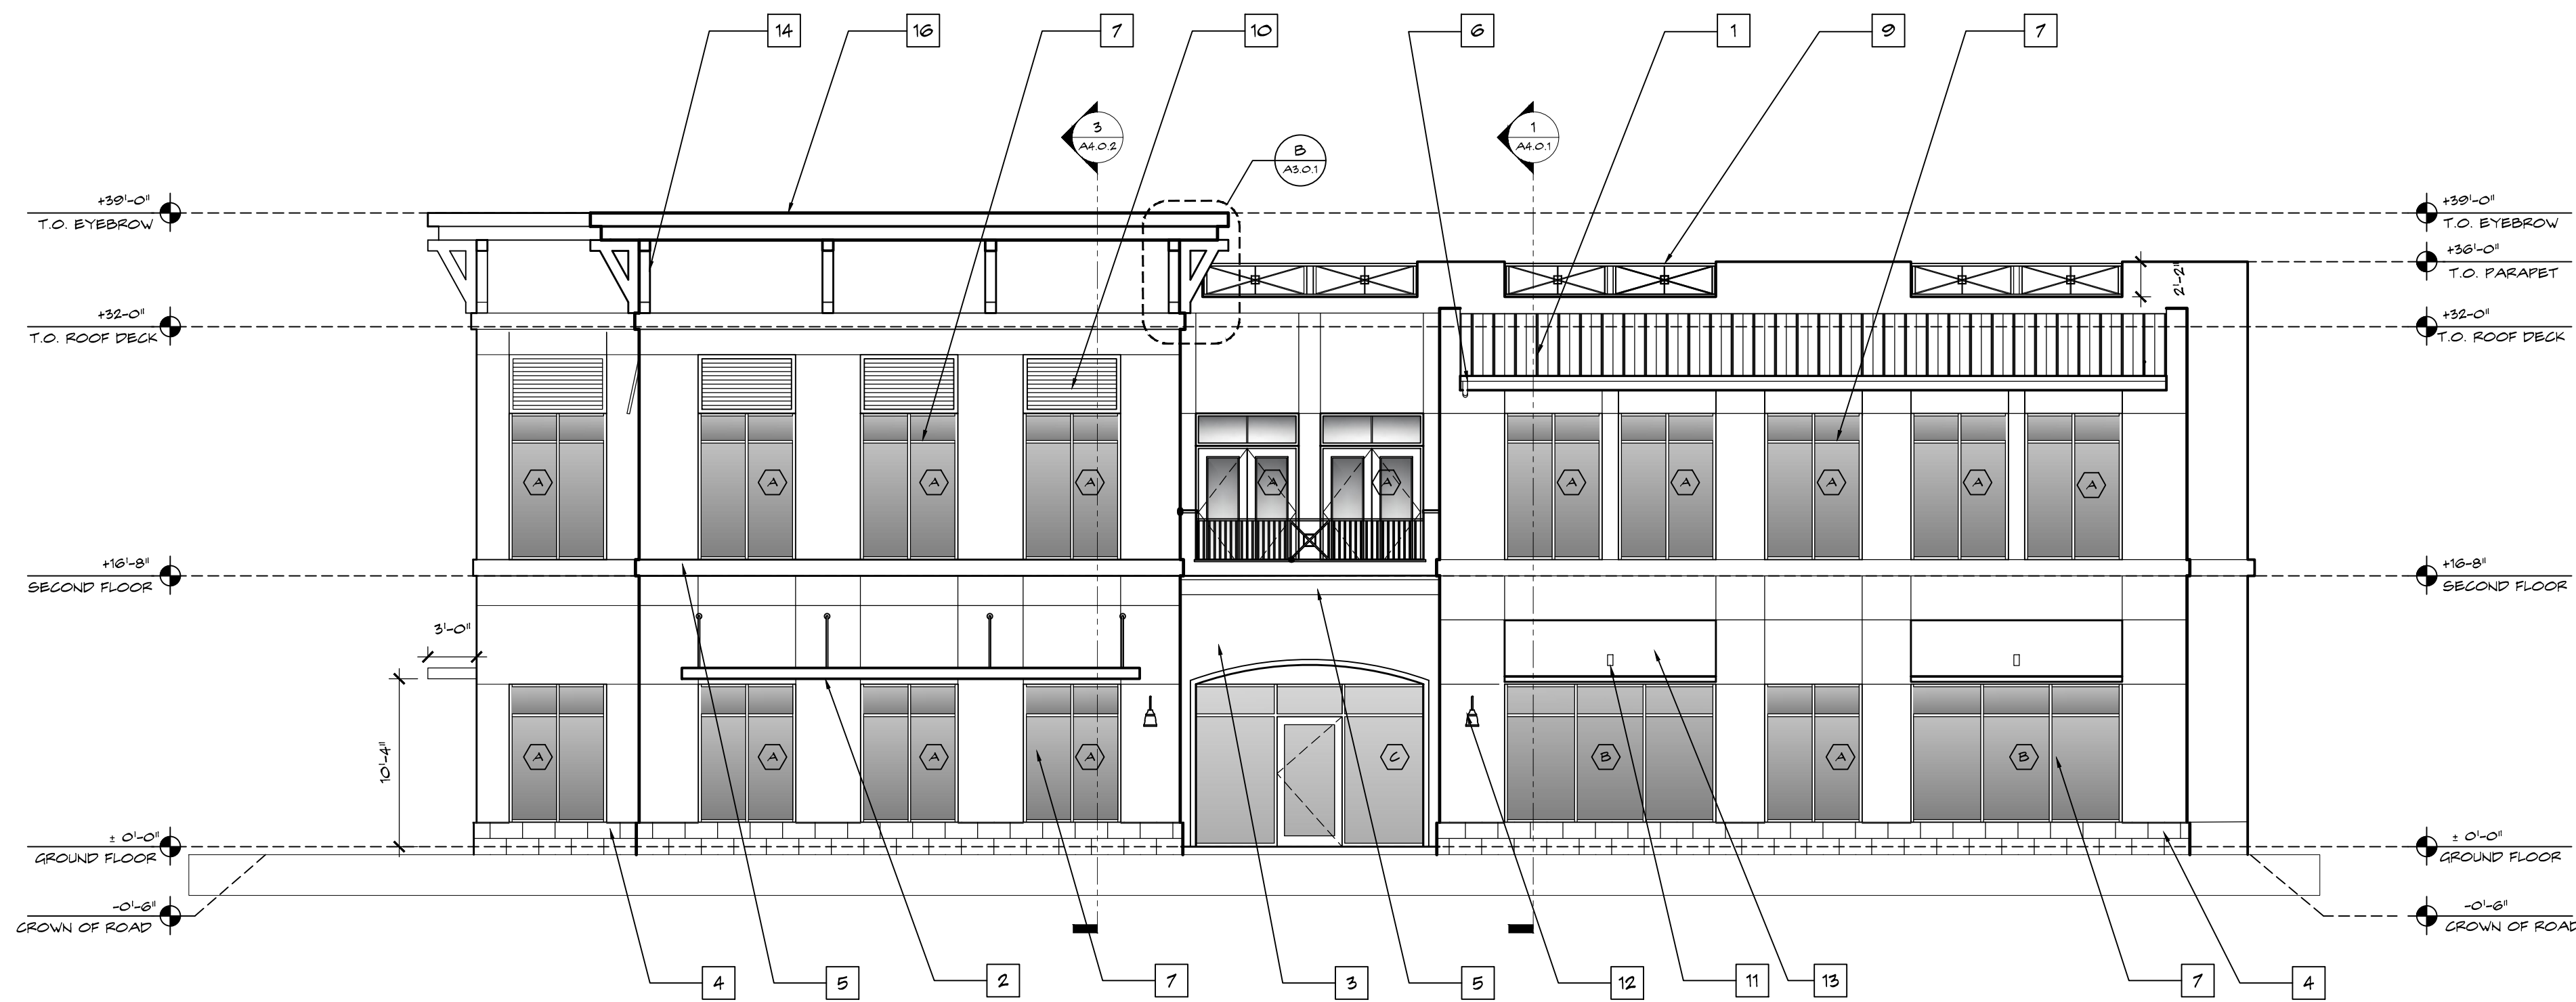 14
16
7
10
6
1
9
7
3
A4.0.2
1
A4.0.1
B
A3.0.1
+39'-0"
T.O. EYEBROW
+39'-0"
T.O. EYEBROW
+36'-0"
T.O. PARAPET
2'-2"
+32-0"
T.O. ROOF DECK
+32-0"
T.O. ROOF DECK
A
A
A
A
A
A
A
A
A
A
A
+16'-8"
SECOND FLOOR
+16-8"
SECOND FLOOR
3'-0"
10'-4"
A
A
A
A
C
B
A
B
± 0'-0"
GROUND FLOOR
± 0'-0"
GROUND FLOOR
-0'-6"
CROWN OF ROAD
-0'-6"
CROWN OF ROAD
4
5
2
7
3
5
12
11
13
7
4